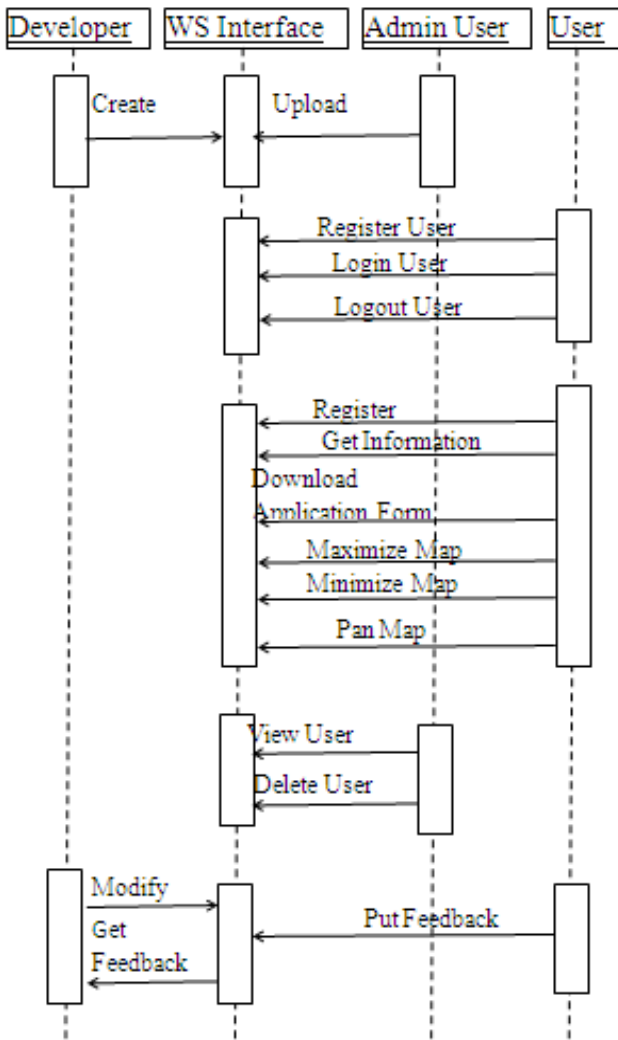 Developer
WS Interface
Admin User
User
Create
Upload
Register User
Login User
Logout User
Register
Get Information
Download
Application Form
Maximize Map
Minimize Map
Pan Map
View User
Delete User
Modify
Put Feedback
Get
Feedback